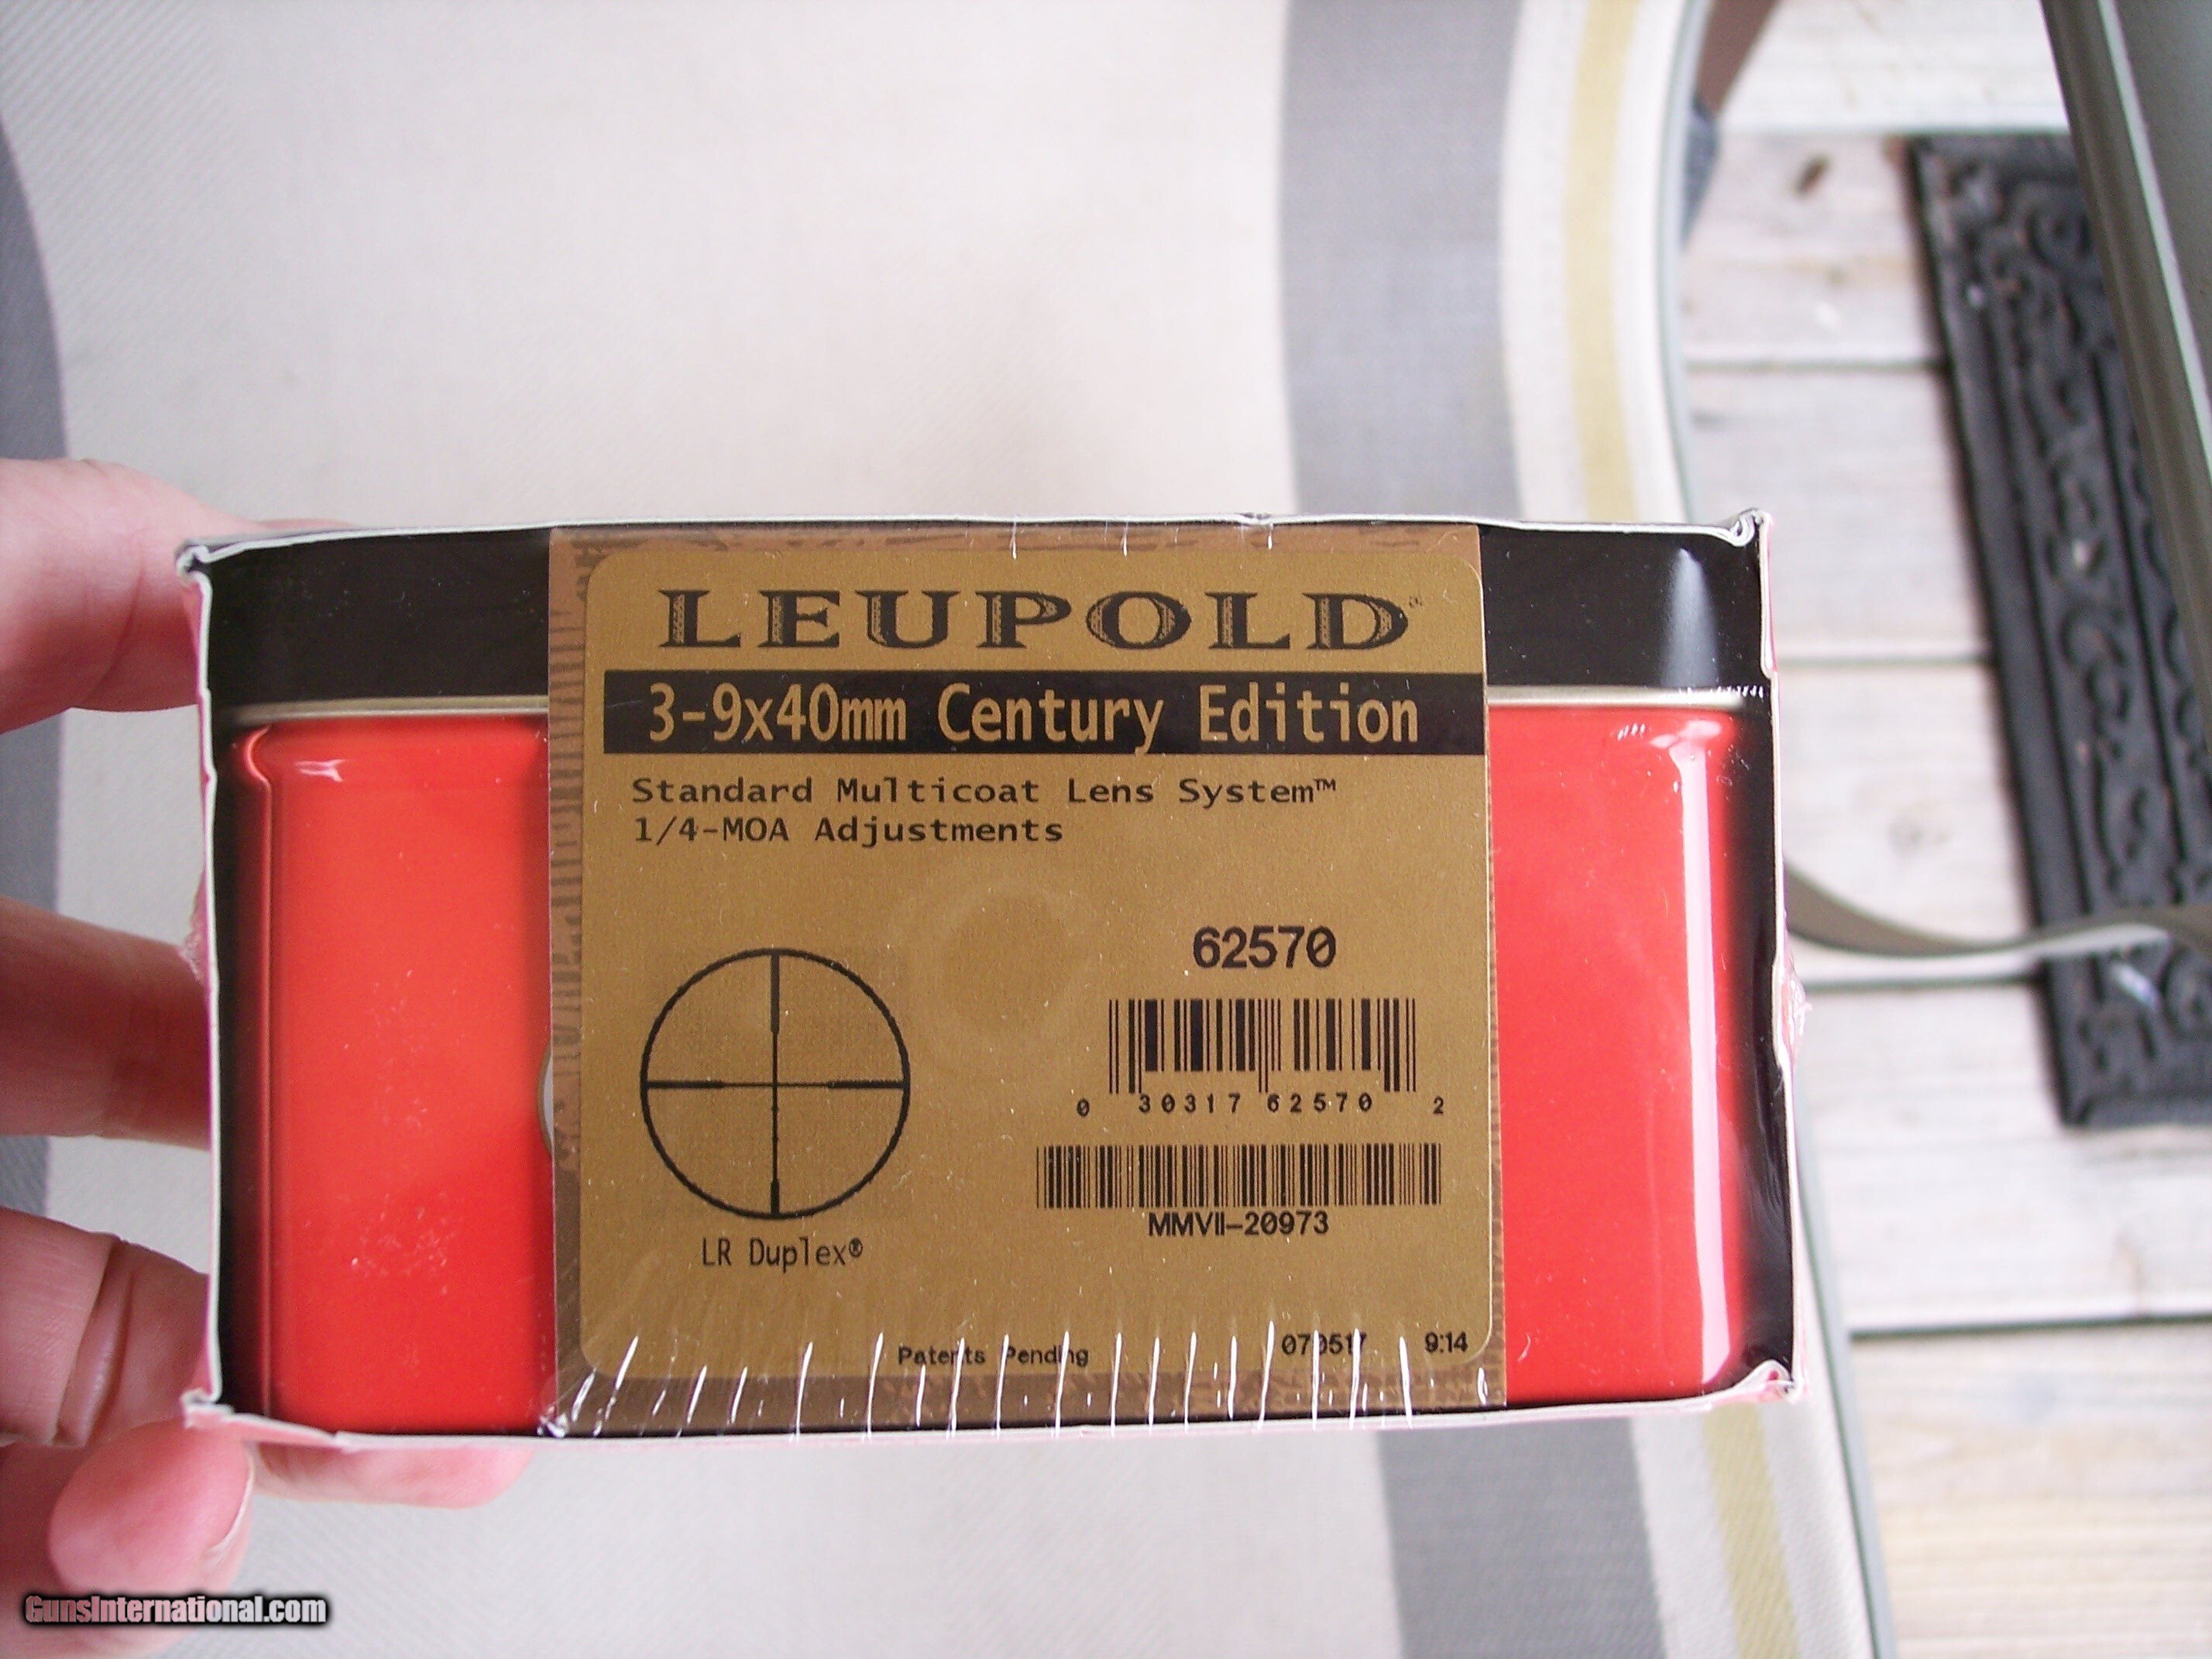 LEUPOLD
3-9x40mm Century Edition
Standard Multicoat Lens System™
1/4-MOA Adjustments
62570
0 30317 62570 2
MMVII-20973
LR Duplex®
Patents Pending 070517 9:14
GunsInternational.com